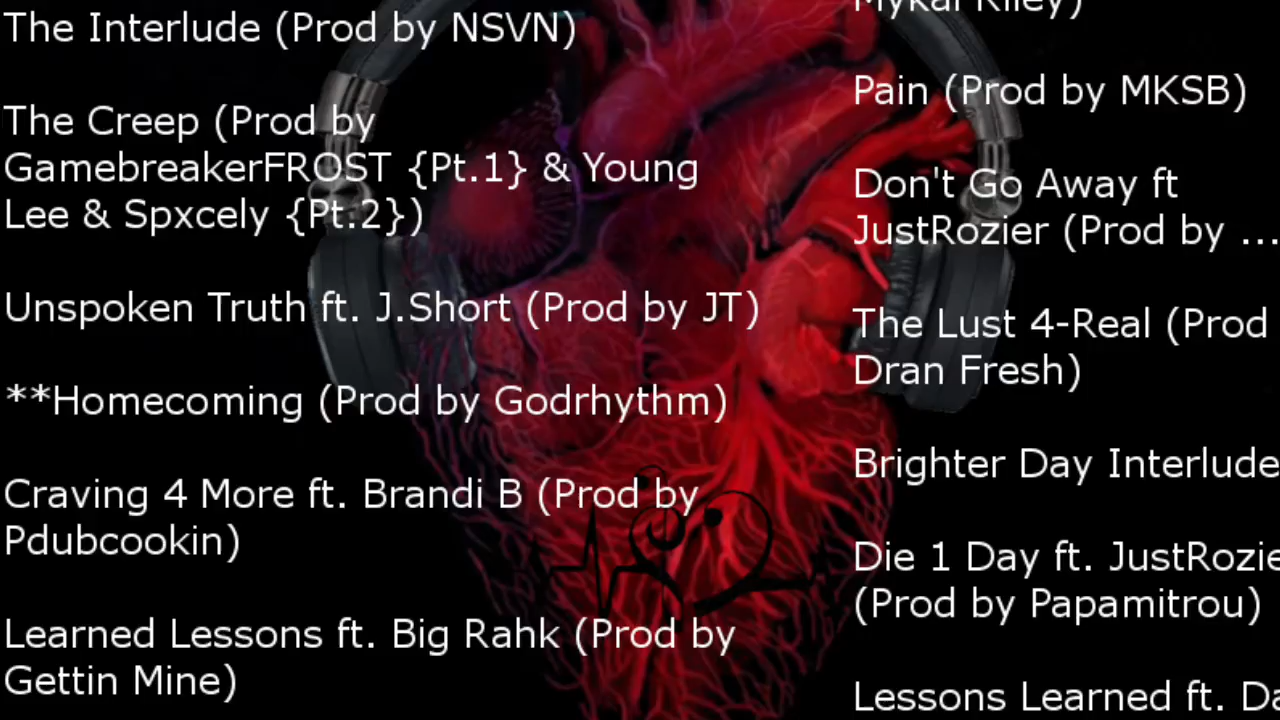 The Interlude (Prod by NSVN)
The Creep (Prod by
GamebreakerFROST {Pt.1} & Young
Lee & Spxcely {Pt.2})
Unspoken Truth ft. J.Short (Prod by JT)
**Homecoming (Prod by Godrhythm)
Craving 4 More ft. Brandi B (Prod by
Pdubcookin)
Learned Lessons ft. Big Rahk (Prod by
Gettin Mine)
Mykal Riley)
Pain (Prod by MKSB)
Don't Go Away ft
JustRozier (Prod by ...
The Lust 4-Real (Prod
Dran Fresh)
Brighter Day Interlude
Die 1 Day ft. JustRozie
(Prod by Papamitrou)
Lessons Learned ft. Da